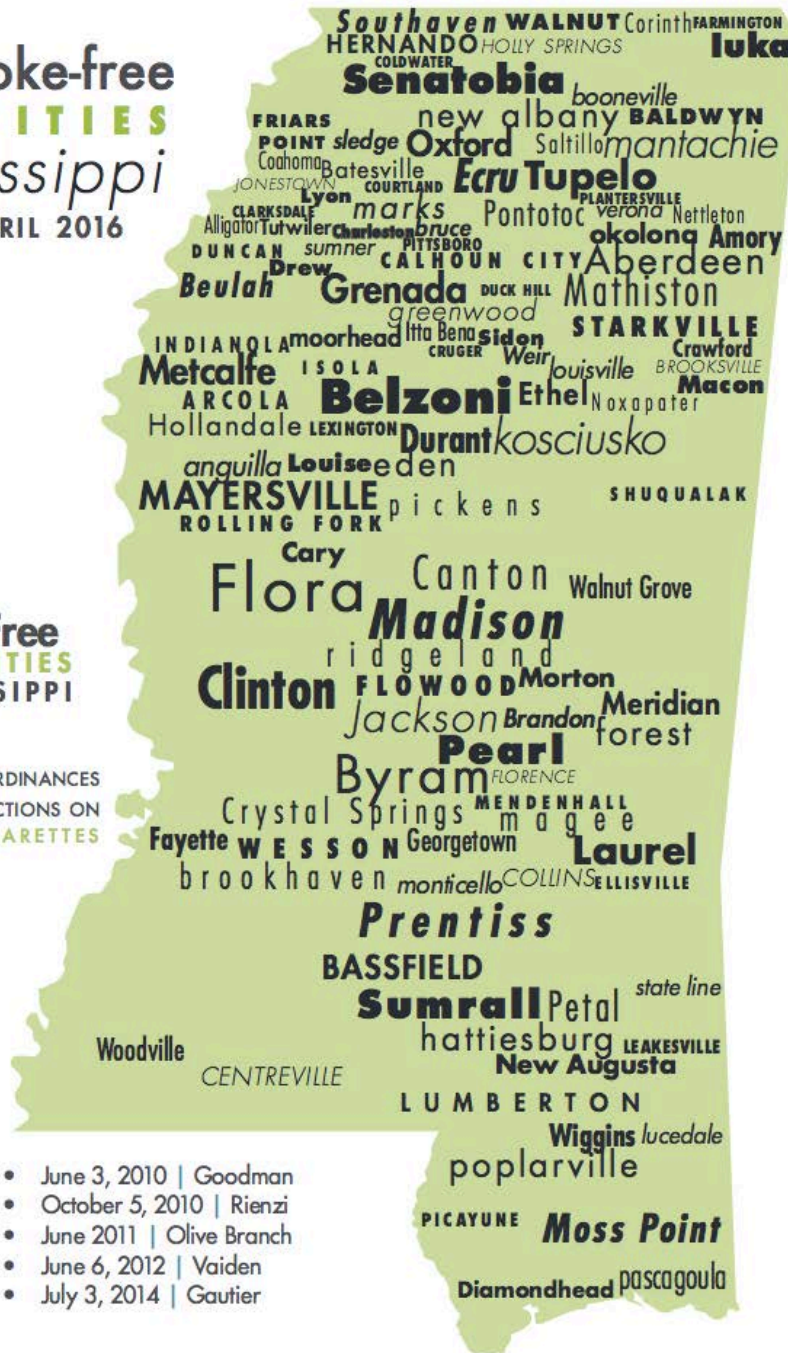 oke-free
ITIES
ssippi
RIL 2016
Southaven WALNUT Corinth FARMINGTON
HERNANDO HOLLY SPRINGS Iuka
COLDWATER
Senatobia booneville
FRIARS new albany BALDWYN
POINT sledge Oxford Saltillo mantachie
Coahoma Batesville Ecru Tupelo
JONESTOWN COURTLAND PLANTERSVILLE
Lyon marks Pontotoc verona Nettleton
CLARKSDALE
Alligator Tutwiler Charleston bruce okolona Amory
DUNCAN sumner PITTSBORO
Drew CALHOUN CITY Aberdeen
Beulah Grenada DUCK HILL Mathiston
greenwood
INDIANOLA moorhead Itta Bena Sidon STARKVILLE
CRUGER Weir Crawford
Metcalfe ISOLA louisville BROOKSVILLE
ARCOLA Belzoni Ethel Noxapater Macon
Hollandale LEXINGTON Durant kosciusko
anguilla Louise eden
MAYERSVILLE pickens SHUQUALAK
ROLLING FORK
Cary
Flora Canton Walnut Grove
Madison
ridgeland
Clinton FLOWOOD Morton
Jackson Brandon Meridian
forest
Pearl
Byram FLORENCE
Crystal Springs MENDENHALL
magee
Fayette WESSON Georgetown Laurel
brookhaven monticello COLLINS ELLISVILLE
Prentiss
BASSFIELD
Sumrall Petal state line
hattiesburg LEAKESVILLE
Woodville New Augusta
CENTREVILLE
LUMBERTON
Wiggins lucedale
poplarville
PICAYUNE Moss Point
Diamondhead pascagoula
ree
TIES
SIPPI
RDINANCES
CTIONS ON
ARETTES
• June 3, 2010 | Goodman
• October 5, 2010 | Rienzi
• June 2011 | Olive Branch
• June 6, 2012 | Vaiden
• July 3, 2014 | Gautier